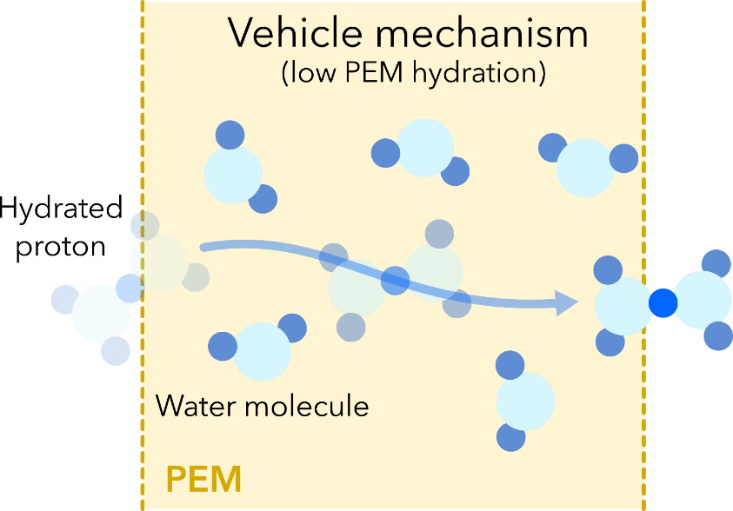 Vehicle mechanism
(low PEM hydration)
Hydrated
proton
Water molecule
PEM